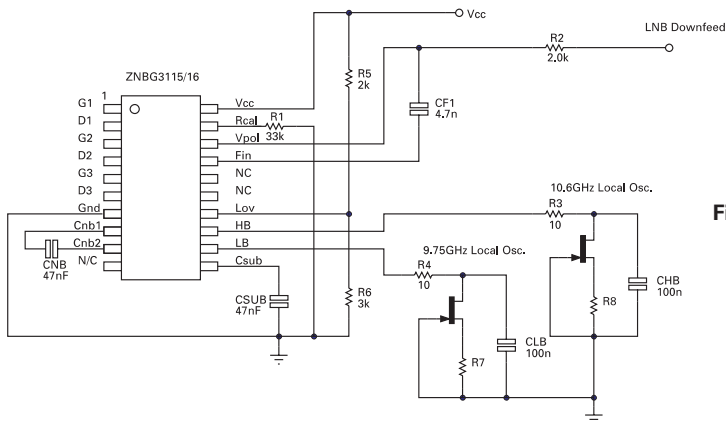 Vcc
LNB Downfeed
R2
2.0k
ZNBG3115/16
R5
2k
CF1
4.7n
1
G1
D1
G2
D2
G3
D3
Gnd
Cnb1
Cnb2
N/C
Vcc
Rcal
Vpol
Fin
NC
NC
Lov
HB
LB
Csub
R1
33k
CNB
47nF
CSUB
47nF
R6
3k
10.6GHz Local Osc.
R3
10
9.75GHz Local Osc.
R4
10
R8
CHB
100n
R7
CLB
100n